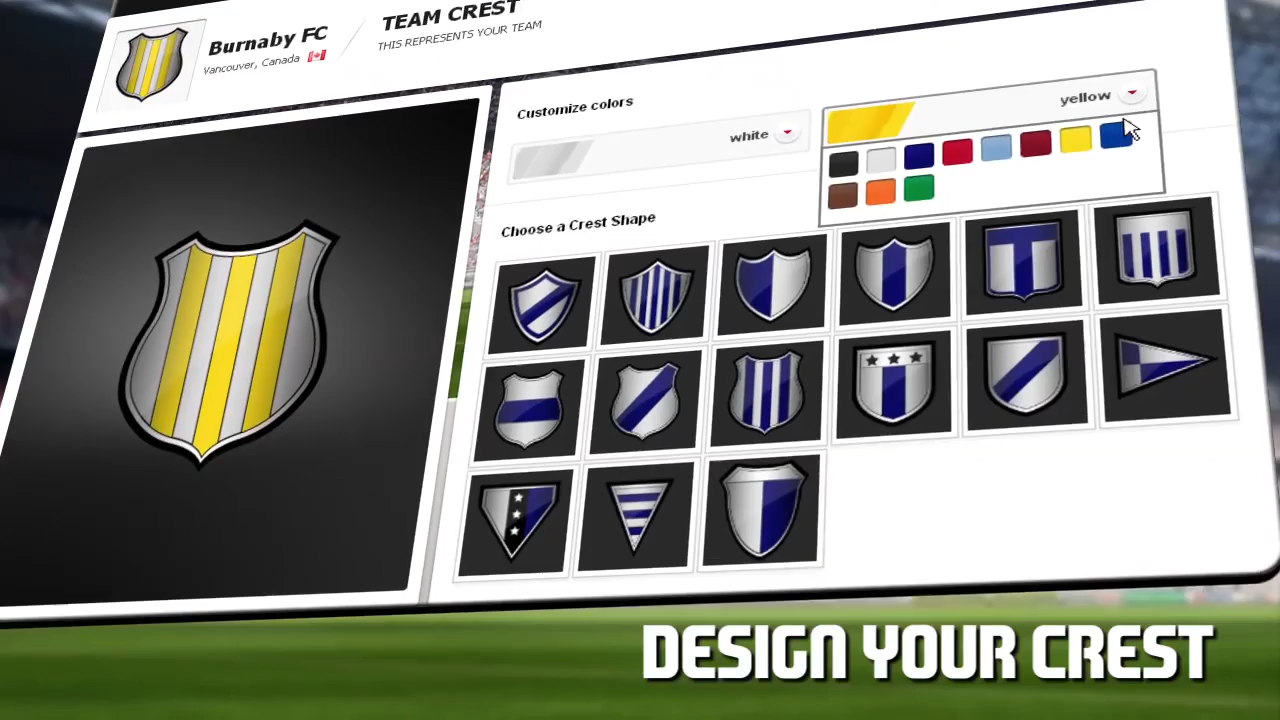 Burnaby FC
Vancouver, Canada
TEAM CREST
THIS REPRESENTS YOUR TEAM
Customize colors
white
yellow
Choose a Crest Shape
DESIGN YOUR CREST